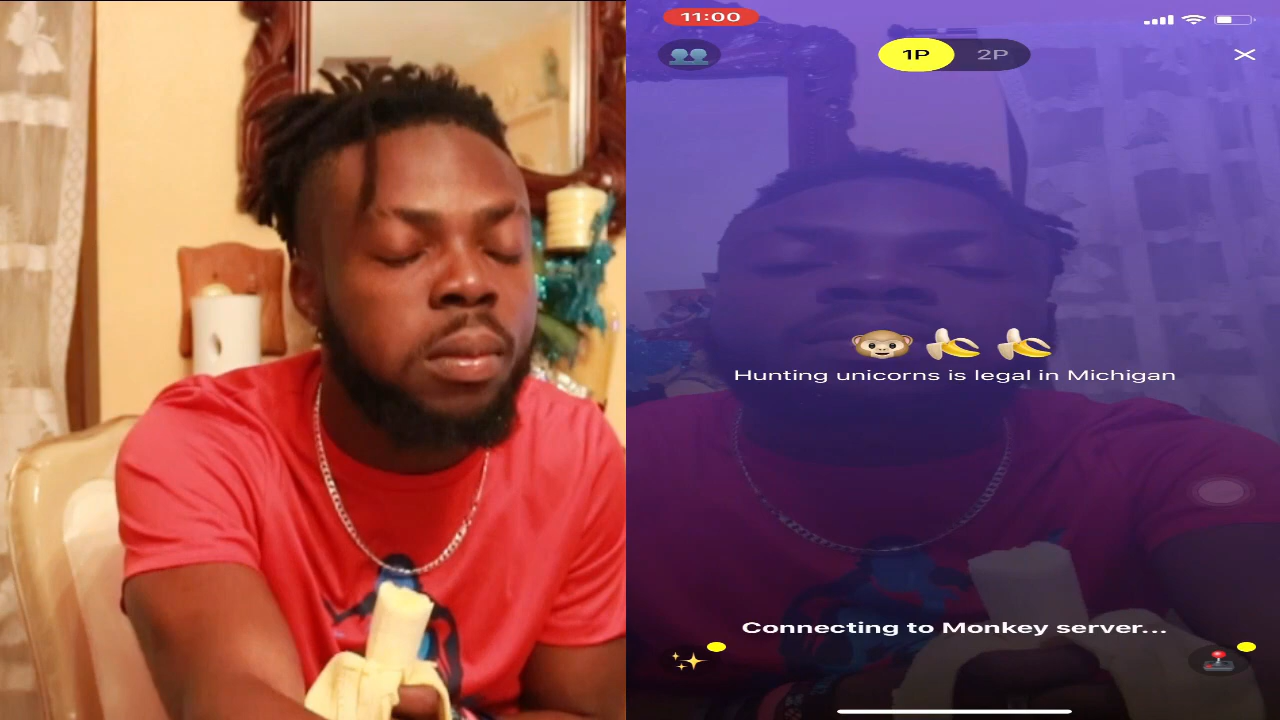 11:00
1P 2P
Hunting unicorns is legal in Michigan
Connecting to Monkey server...